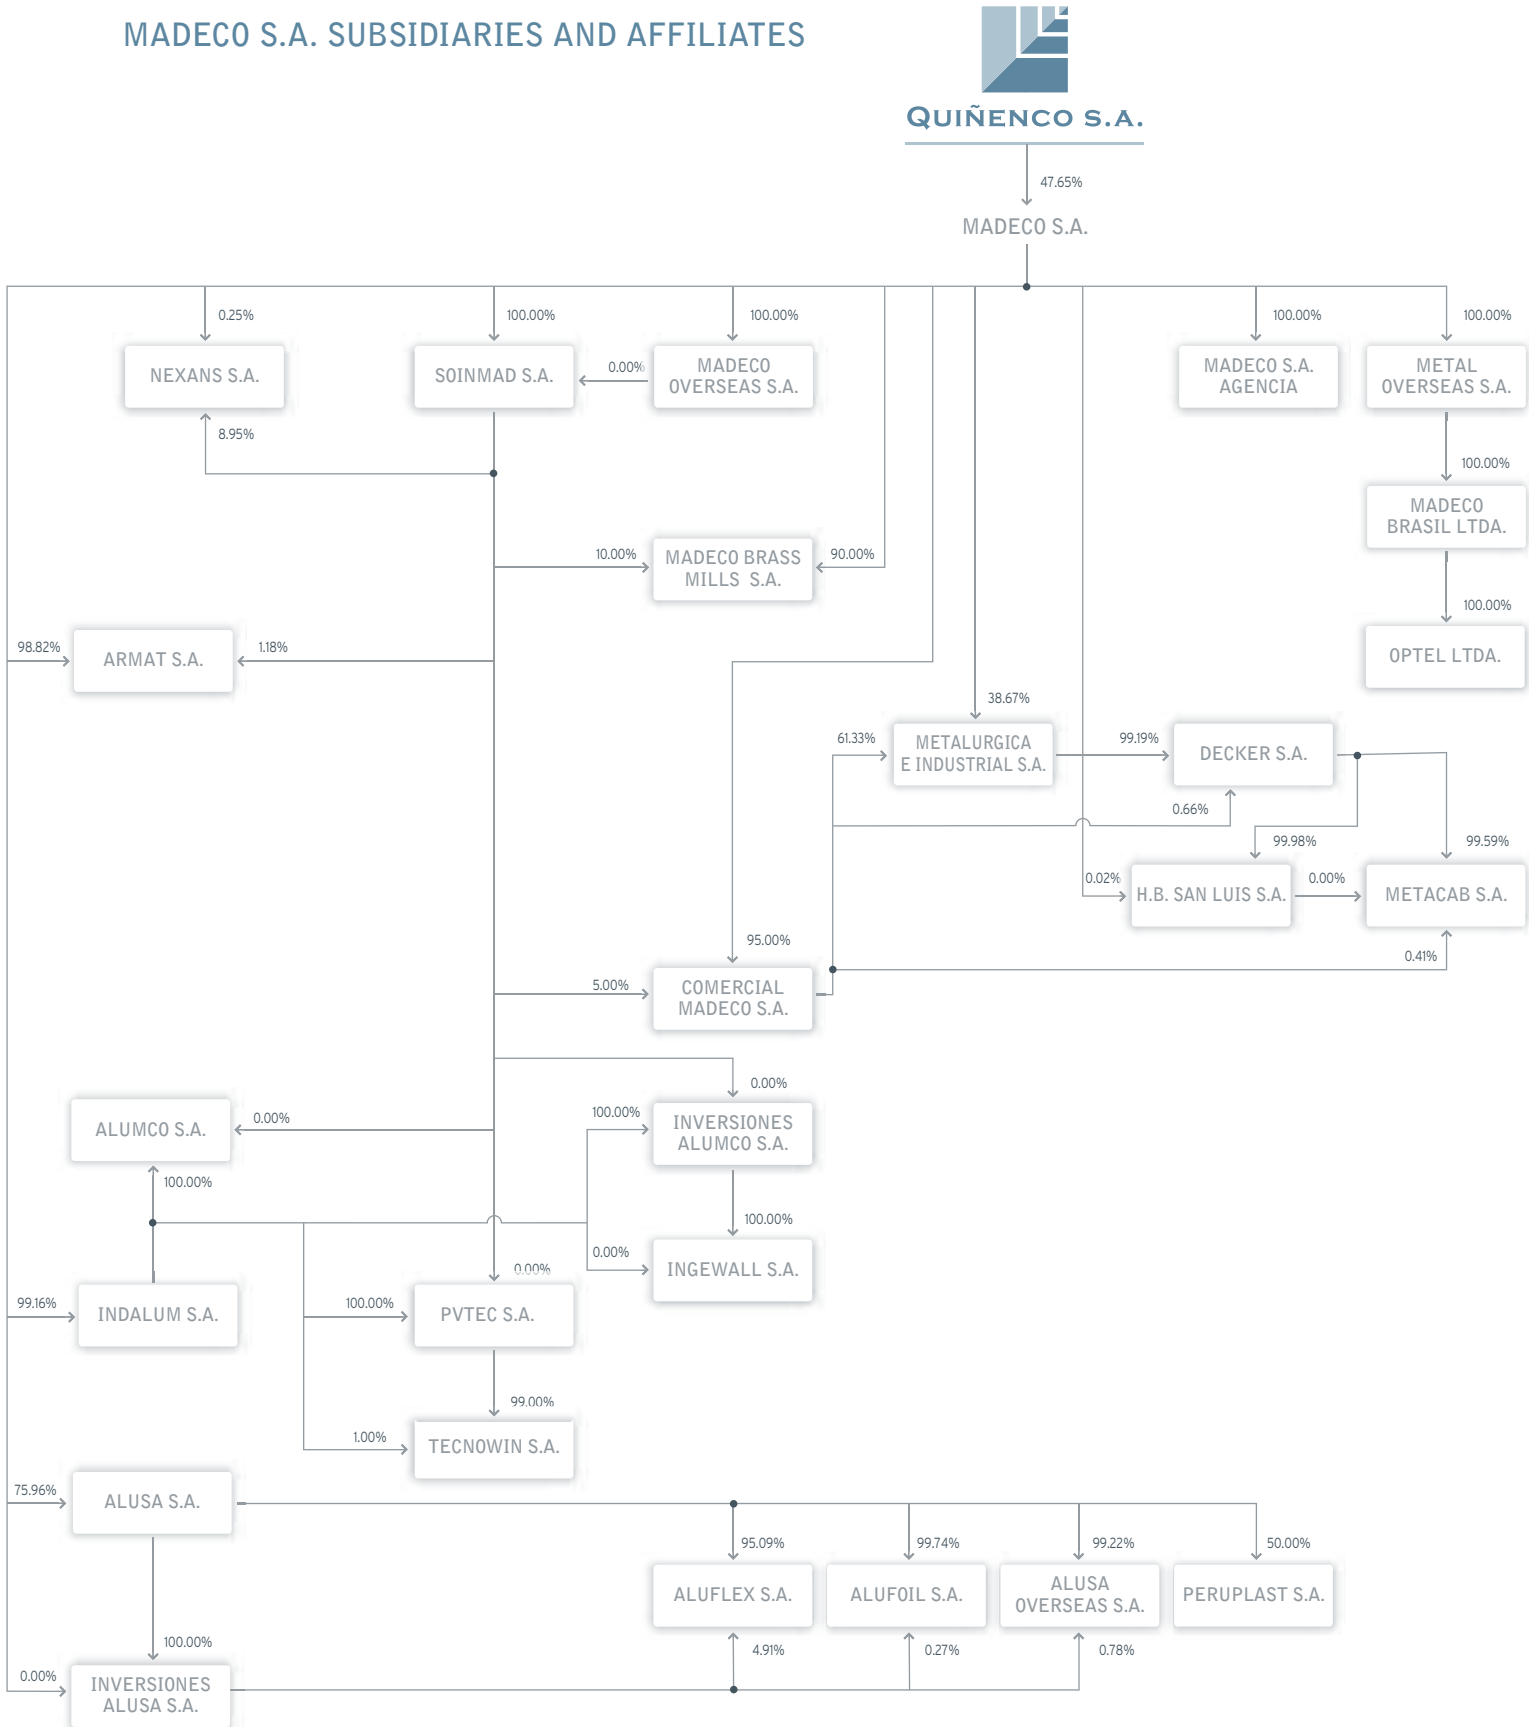 MADECO S.A. SUBSIDIARIES AND AFFILIATES
QUIÑENCO S.A.
47.65%
MADECO S.A.
0.25%
100.00%
100.00%
100.00%
100.00%
NEXANS S.A.
SOINMAD S.A.
0.00%
MADECO
OVERSEAS S.A.
MADECO S.A.
AGENCIA
METAL
OVERSEAS S.A.
8.95%
100.00%
MADECO
BRASIL LTDA.
10.00%
MADECO BRASS
MILLS S.A.
90.00%
100.00%
98.82%
ARMAT S.A.
1.18%
OPTEL LTDA.
38.67%
61.33%
METALURGICA
E INDUSTRIAL S.A.
99.19%
DECKER S.A.
0.66%
99.98%
99.59%
0.02%
H.B. SAN LUIS S.A.
0.00%
METACAB S.A.
95.00%
0.41%
5.00%
COMERCIAL
MADECO S.A.
0.00%
ALUMCO S.A.
0.00%
100.00%
INVERSIONES
ALUMCO S.A.
100.00%
100.00%
0.00%
INGEWALL S.A.
0.00%
99.16%
INDALUM S.A.
100.00%
PVTEC S.A.
99.00%
1.00%
TECNOWIN S.A.
75.96%
ALUSA S.A.
95.09%
99.74%
99.22%
50.00%
ALUFLEX S.A.
ALUFOIL S.A.
ALUSA
OVERSEAS S.A.
PERUPLAST S.A.
100.00%
4.91%
0.27%
0.78%
0.00%
INVERSIONES
ALUSA S.A.